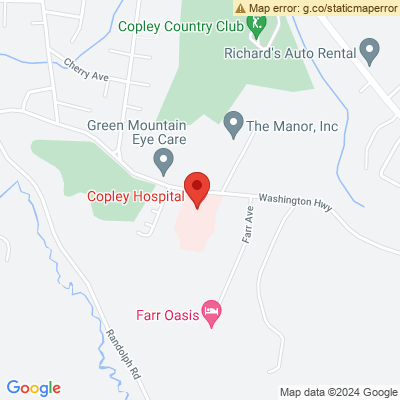 Map error: g.co/staticmaperror
Copley Country Club
Richard's Auto Rental
Cherry Ave
Green Mountain
Eye Care
The Manor, Inc
Copley Hospital
Washington Hwy
Farr Ave
Farr Oasis
Randolph Rd
Google
Map data ©2024 Google